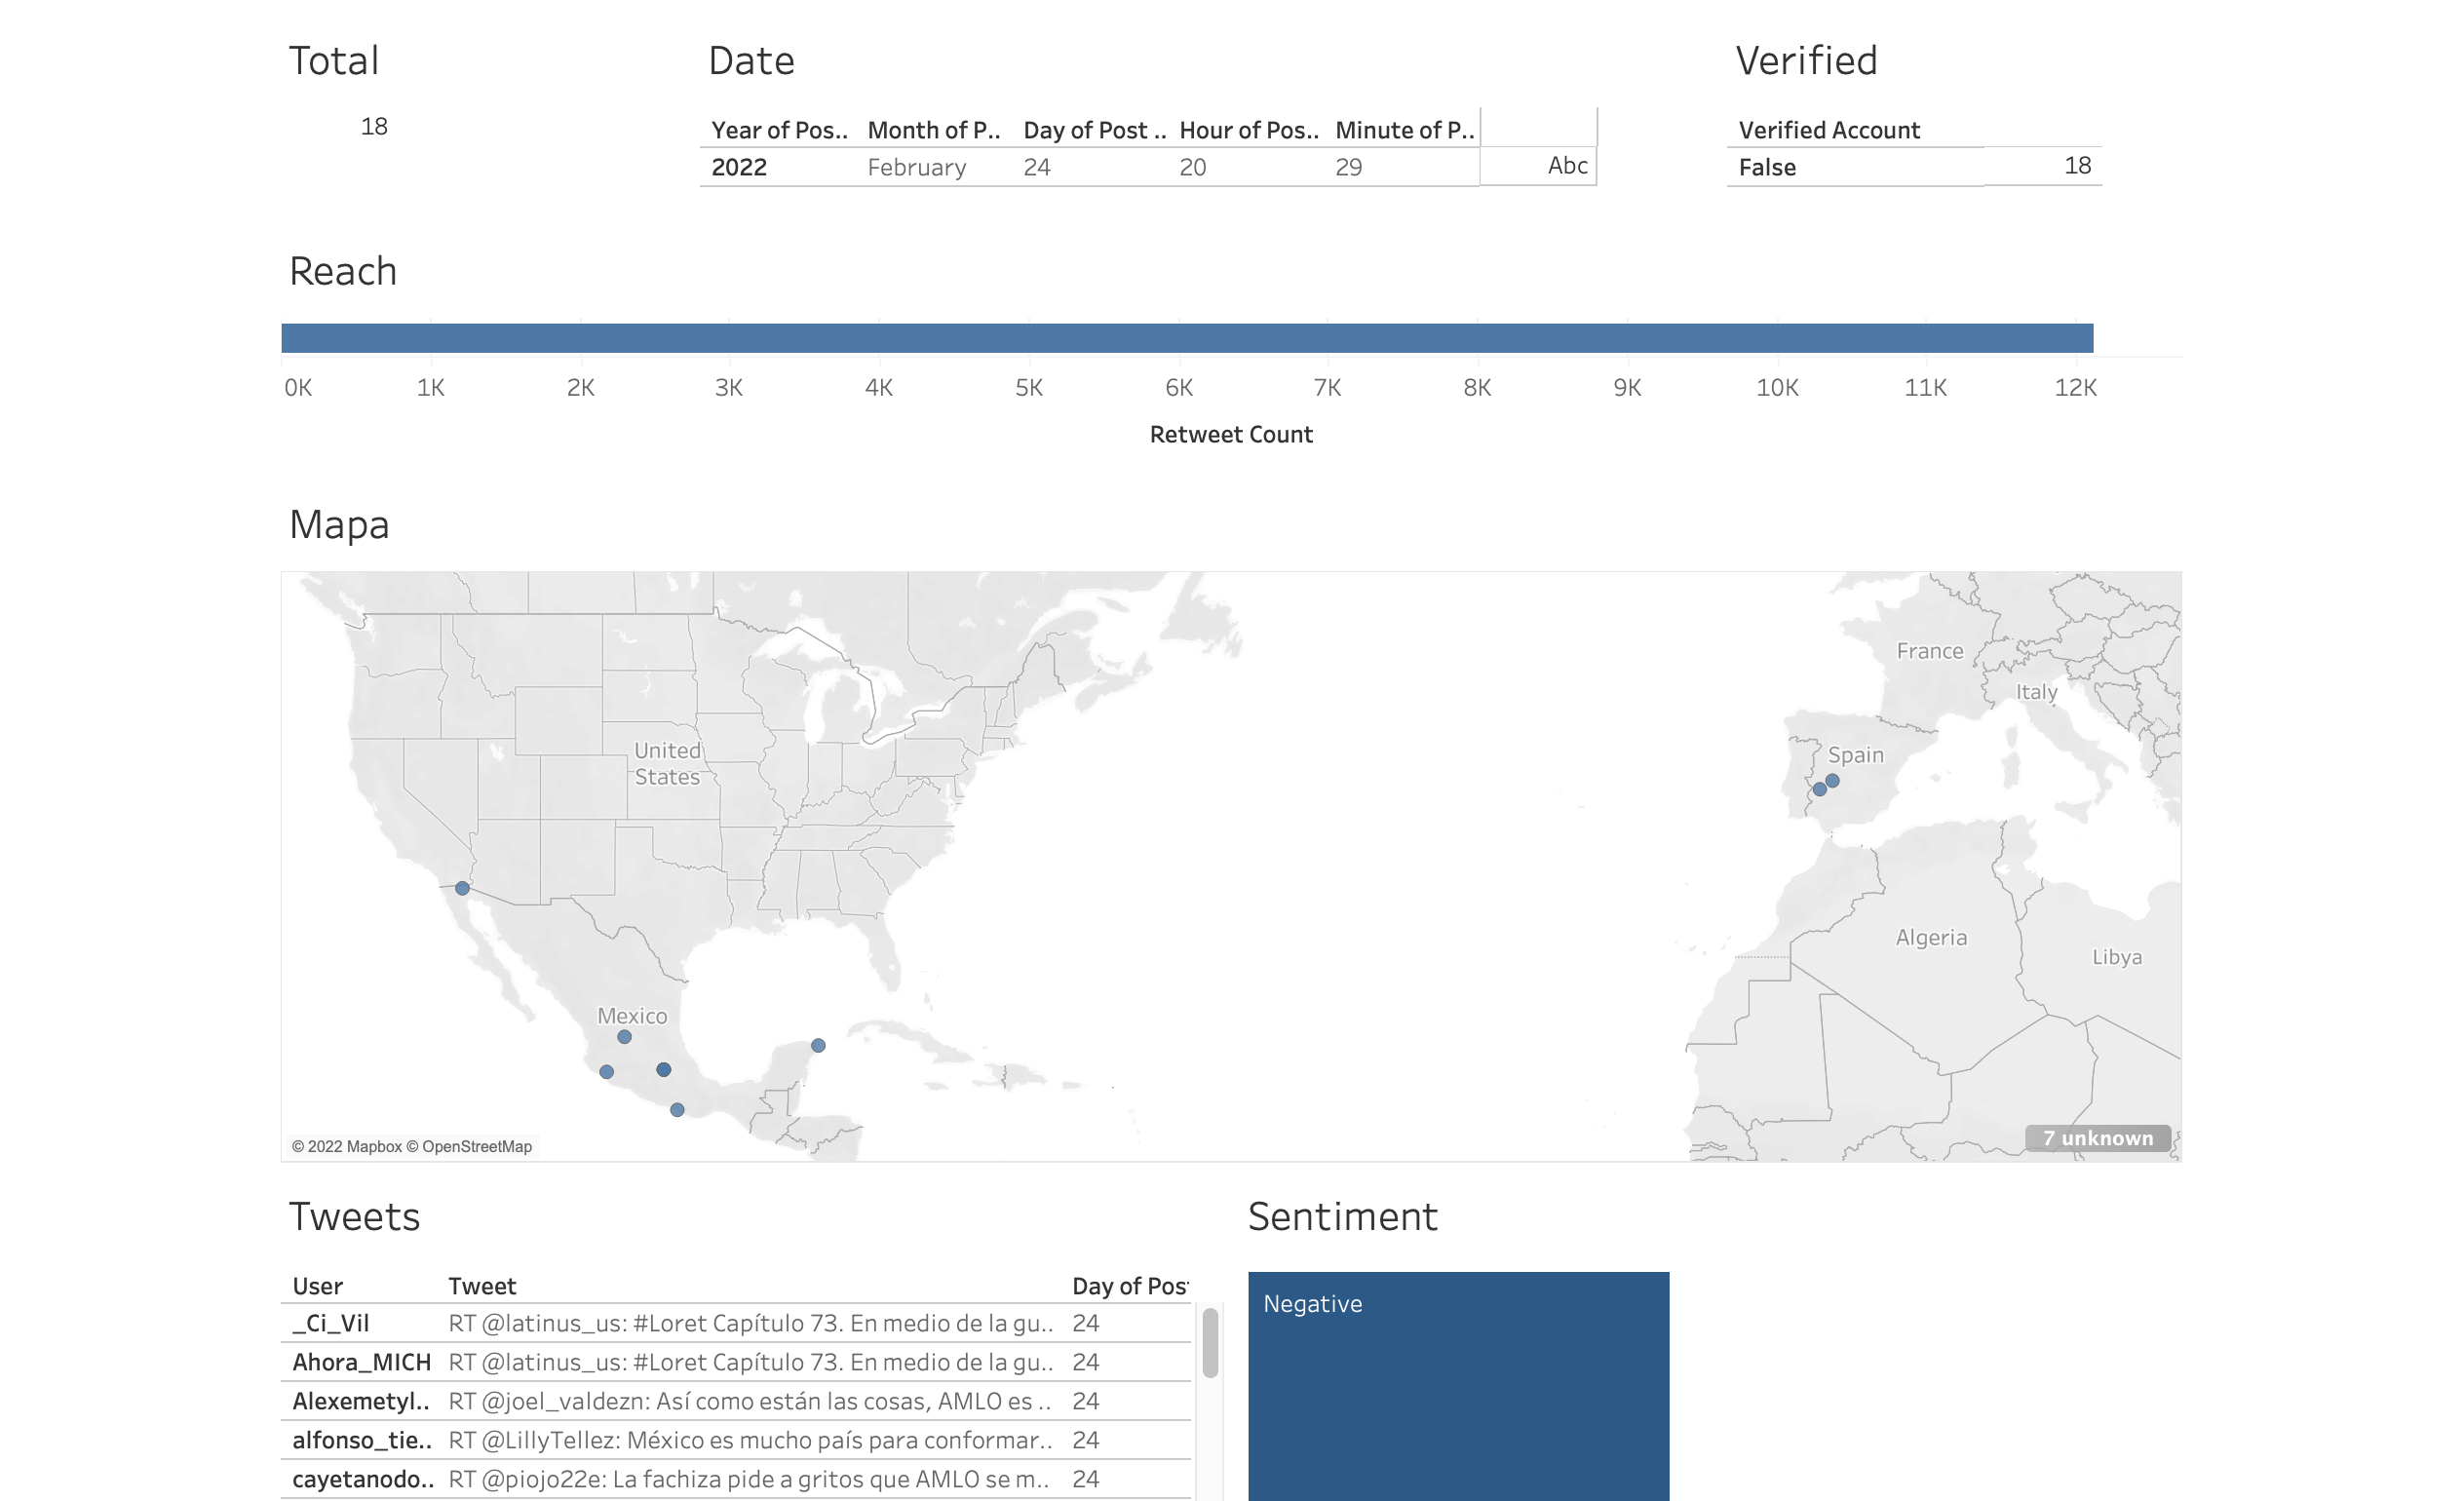 Total
18
Date
Year of Pos.. Month of P.. Day of Post .. Hour of Pos.. Minute of P..
2022 February 24 20 29 Abc
Verified
Verified Account
False 18
Reach
0K 1K 2K 3K 4K 5K 6K 7K 8K 9K 10K 11K 12K
Retweet Count
Mapa
United
States
Mexico
France
Italy
Spain
Algeria
Libya
© 2022 Mapbox © OpenStreetMap
7 unknown
Tweets
User Tweet Day of Pos
_Ci_Vil RT @latinus_us: #Loret Capítulo 73. En medio de la gu.. 24
Ahora_MICH RT @latinus_us: #Loret Capítulo 73. En medio de la gu.. 24
Alexemetyl.. RT @joel_valdezn: Así como están las cosas, AMLO es .. 24
alfonso_tie.. RT @LillyTellez: México es mucho país para conformar.. 24
cayetanodo.. RT @piojo22e: La fachiza pide a gritos que AMLO se m.. 24
Sentiment
Negative